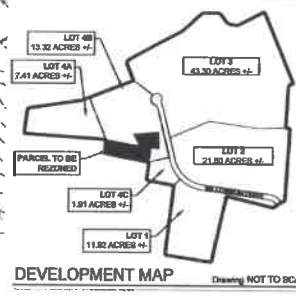 LOT 4B
13.32 ACRES +/-
LOT 4A
7.41 ACRES +/-
LOT 3
43.30 ACRES +/-
PARCEL TO BE
REZONED
LOT 2
21.50 ACRES +/-
LOT 4C
1.91 ACRES +/-
LOT 1
11.92 ACRES +/-
DEVELOPMENT MAP
Drawing NOT TO SC